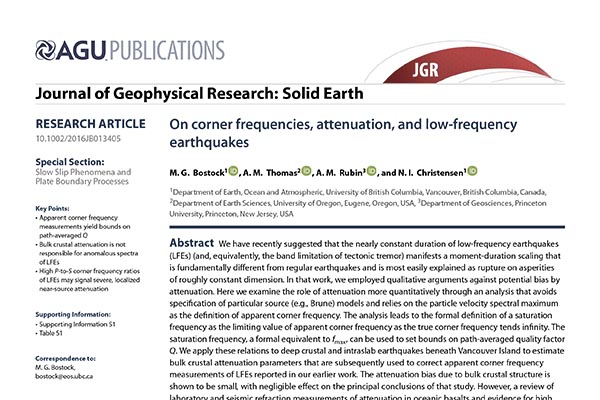 AGU PUBLICATIONS
JGR
Journal of Geophysical Research: Solid Earth
RESEARCH ARTICLE
10.1002/2016JB013405
Special Section:
Slow Slip Phenomena and
Plate Boundary Processes
Key Points:
• Apparent corner frequency
measurements yield bounds on
path-averaged Q
• Bulk crustal attenuation is not
responsible for anomalous spectra
of LFEs
• High P-to-S corner frequency ratios
of LFEs may signal severe, localized
near-source attenuation
Supporting Information:
• Supporting Information S1
• Table S1
Correspondence to:
M. G. Bostock,
bostock@eos.ubc.ca
On corner frequencies, attenuation, and low-frequency
earthquakes
M. G. Bostock1, A. M. Thomas2, A. M. Rubin3, and N. I. Christensen1
1Department of Earth, Ocean and Atmospheric, University of British Columbia, Vancouver, British Columbia, Canada,
2Department of Earth Sciences, University of Oregon, Eugene, Oregon, USA, 3Department of Geosciences, Princeton
University, Princeton, New Jersey, USA
Abstract We have recently suggested that the nearly constant duration of low-frequency earthquakes
(LFEs) (and, equivalently, the band limitation of tectonic tremor) manifests a moment-duration scaling that
is fundamentally different from regular earthquakes and is most easily explained as rupture on asperities
of roughly constant dimension. In that work, we employed qualitative arguments against potential bias by
attenuation. Here we examine the role of attenuation more quantitatively through an analysis that avoids
specification of particular source (e.g., Brune) models and relies on the particle velocity spectral maximum
as the definition of apparent corner frequency. The analysis leads to the formal definition of a saturation
frequency as the limiting value of apparent corner frequency as the true corner frequency tends infinity. The
saturation frequency, a formal equivalent to fmax, can be used to set bounds on path-averaged quality factor
Q. We apply these relations to deep crustal and intraslab earthquakes beneath Vancouver Island to estimate
bulk crustal attenuation parameters that are subsequently used to correct apparent corner frequency
measurements of LFEs reported in our earlier work. The attenuation bias due to bulk crustal structure is
shown to be small, with negligible effect on the principal conclusions of that study. However, a review of
laboratory and seismic refraction measurements of attenuation in oceanic basalts and evidence for high